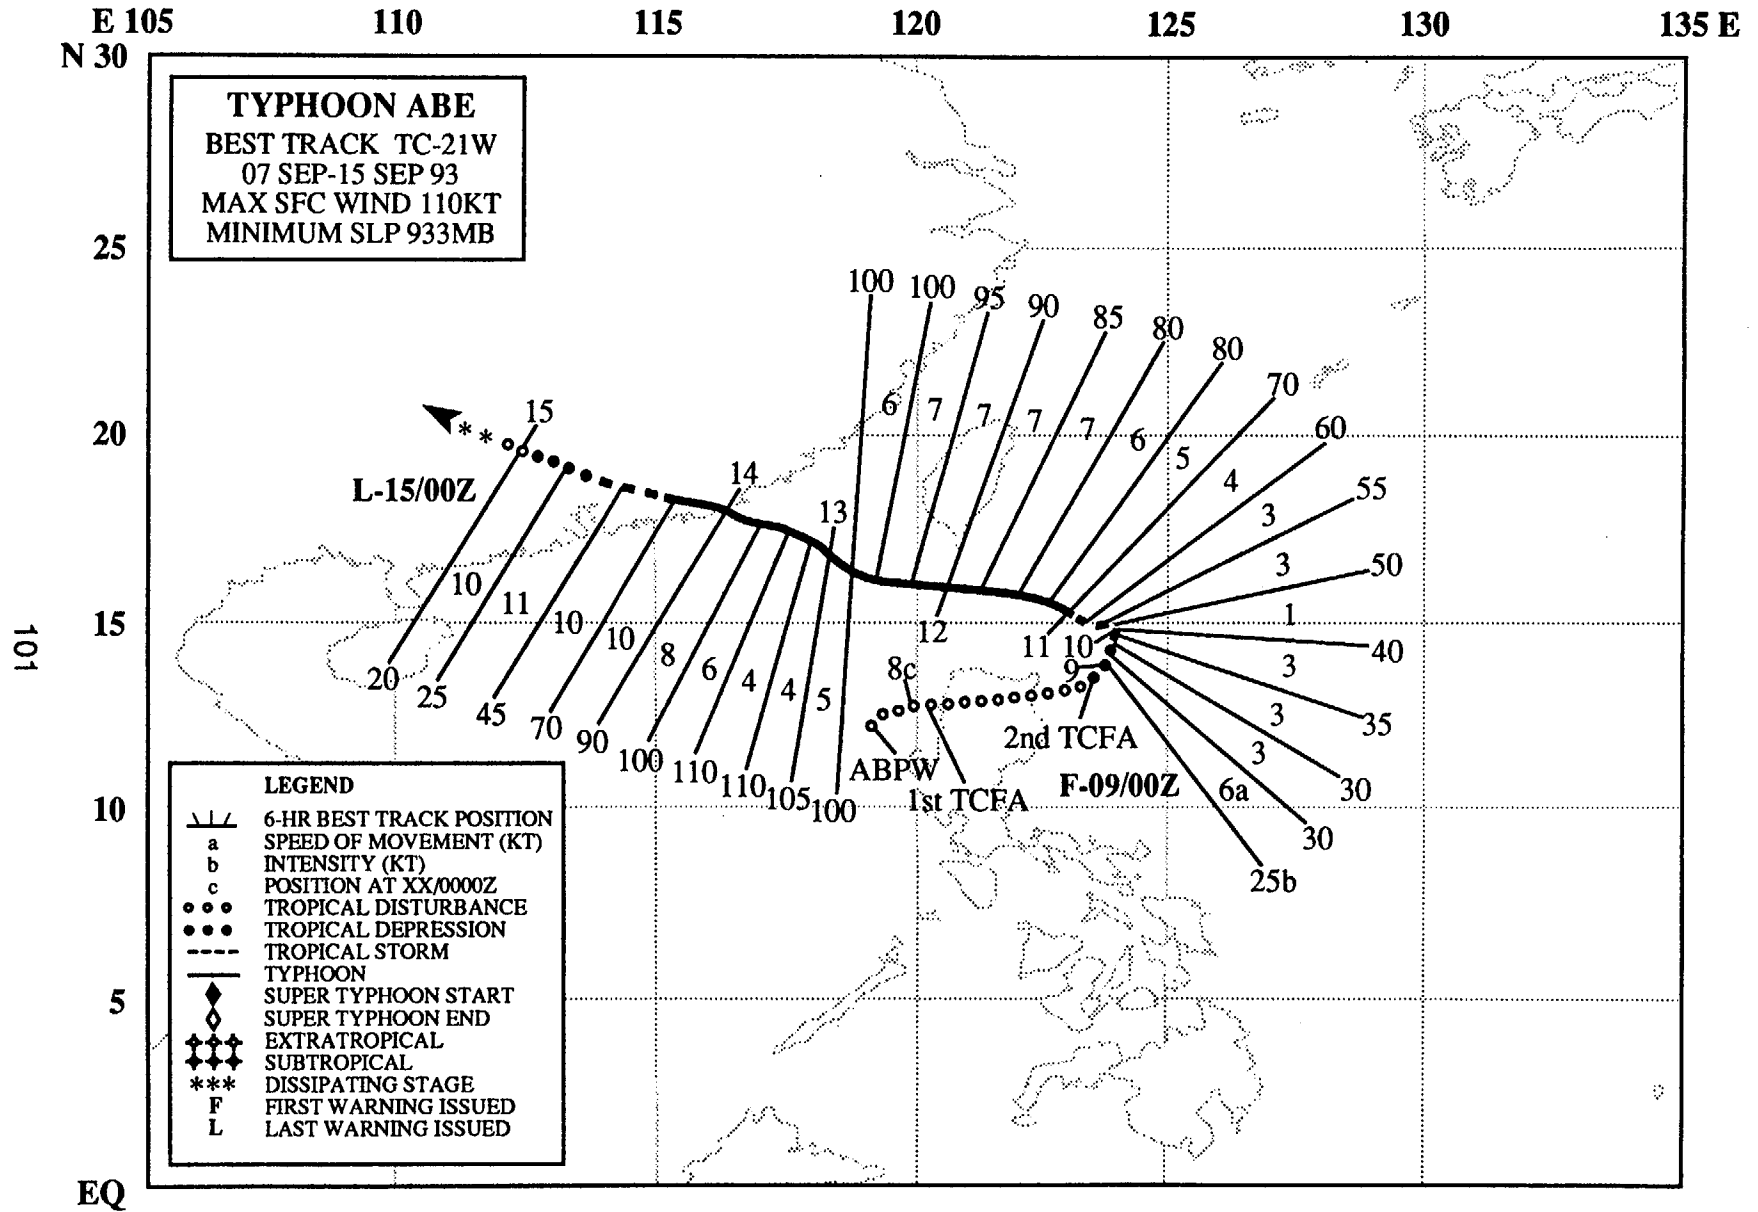 E 105 110 115 120 125 130 135 E
N 30
TYPHOON ABE
BEST TRACK TC-21W
07 SEP-15 SEP 93
MAX SFC WIND 110KT
MINIMUM SLP 933MB
25
20
15
10
5
EQ
101
100 100 95 90 85 80 80 70 60 55 50 40 35 30 30 25b
6 7 7 7 7 6 5 4 3 3 1 3 3 3 6a
15
L-15/00Z
14
13
12
11
10
9
8c
10 11 10 10 8 6 4 4 5
20 25 45 70 90 100 110 110 105 100
ABPW
1st TCFA
2nd TCFA
F-09/00Z
LEGEND
6-HR BEST TRACK POSITION
a SPEED OF MOVEMENT (KT)
b INTENSITY (KT)
c POSITION AT XX/0000Z
TROPICAL DISTURBANCE
TROPICAL DEPRESSION
TROPICAL STORM
TYPHOON
SUPER TYPHOON START
SUPER TYPHOON END
EXTRATROPICAL
SUBTROPICAL
*** DISSIPATING STAGE
F FIRST WARNING ISSUED
L LAST WARNING ISSUED